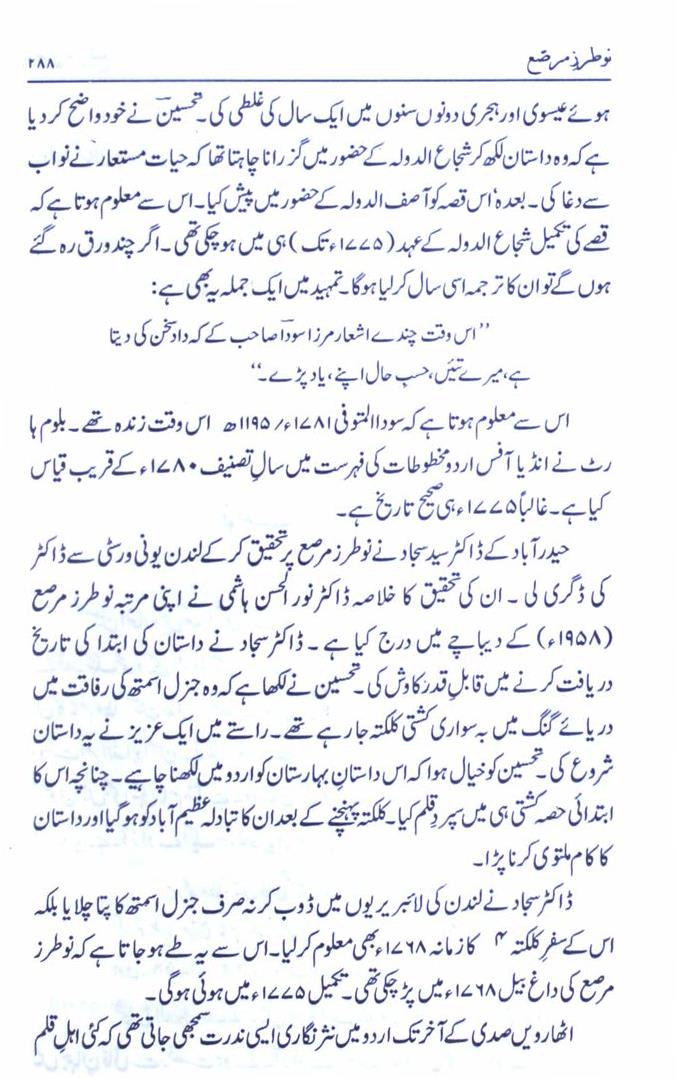 نو طرزِ مرصّع
۲۸۸
ہوئے عیسوی اور ہجری دونوں سنوں میں ایک سال کی غلطی کی۔ تحسینؔ نے خود واضح کر دیا
ہے کہ وہ داستان لکھ کر شجاع الدولہ کے حضور میں گزرانا چاہتا تھا کہ حیات مستعار نے نواب
سے دغا کی۔ بعدہٗ اس قصہ کو آصف الدولہ کے حضور میں پیش کیا۔ اس سے معلوم ہوتا ہے کہ
قصے کی تکمیل شجاع الدولہ کے عہد (۱۷۷۵ء تک) ہی میں ہو چکی تھی۔ اگر چند ورق رہ گئے
ہوں گے تو ان کا ترجمہ اسی سال کر لیا ہوگا۔ تمہید میں ایک جملہ یہ بھی ہے:
’’اس وقت چندے اشعار مرزا سوداؔ صاحب کے کہ دادِ سخن کی دیتا
ہے، میرے تئیں، حسبِ حال اپنے، یاد پڑے۔‘‘
اس سے معلوم ہوتا ہے کہ سودا المتوفی ۱۷۸۱ء/ ۱۱۹۵ھ اس وقت زندہ تھے۔ بلوم ہا
رٹ نے انڈیا آفس اردو مخطوطات کی فہرست میں سالِ تصنیف ۱۷۸۰ء کے قریب قیاس
کیا ہے۔ غالباً ۱۷۷۵ء ہی صحیح تاریخ ہے۔
حیدرآباد کے ڈاکٹر سید سجاد نے نو طرز مرصع پر تحقیق کر کے لندن یونی ورسٹی سے ڈاکٹر
کی ڈگری لی۔ ان کی تحقیق کا خلاصہ ڈاکٹر نور الحسن ہاشمی نے اپنی مرتبہ نو طرز مرصع
(۱۹۵۸ء) کے دیباچے میں درج کیا ہے۔ ڈاکٹر سجاد نے داستان کی ابتدا کی تاریخ
دریافت کرنے میں قابلِ قدر کاوش کی۔ تحسین نے لکھا ہے کہ وہ جنرل اسمتھ کی رفاقت میں
دریائے گنگ میں بہ سواری کشتی کلکتہ جا رہے تھے۔ راستے میں ایک عزیز نے یہ داستان
شروع کی۔ تحسین کو خیال ہوا کہ اس داستانِ بہارستان کو اردو میں لکھنا چاہیے۔ چنانچہ اس کا
ابتدائی حصہ کشتی ہی میں سپردِ قلم کیا۔ کلکتہ پہنچنے کے بعد ان کا تبادلہ عظیم آباد کو ہوگیا اور داستان
کا کام ملتوی کرنا پڑا۔
ڈاکٹر سجاد نے لندن کی لائبریریوں میں ڈوب کر نہ صرف جنرل اسمتھ کا پتا چلایا بلکہ
اس کے سفرِ کلکتہ ۴ کا زمانہ ۱۷۶۸ء بھی معلوم کر لیا۔ اس سے یہ طے ہو جاتا ہے کہ نو طرز
مرصع کی داغ بیل ۱۷۶۸ء میں پڑ چکی تھی۔ تکمیل ۱۷۷۵ء میں ہوئی ہوگی۔
اٹھارویں صدی کے آخر تک اردو میں نثر نگاری ایسی ندرت سمجھی جاتی تھی کہ کئی اہلِ قلم